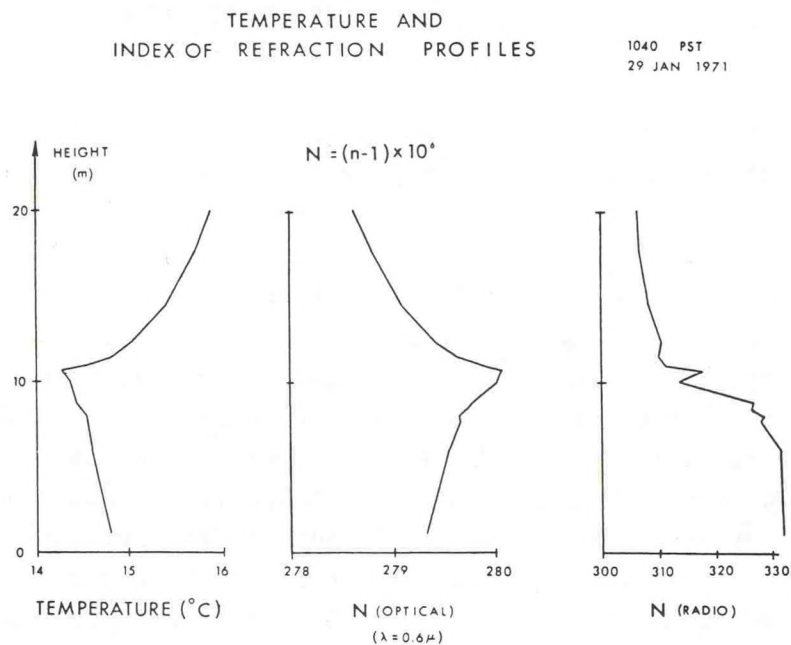 TEMPERATURE AND
INDEX OF REFRACTION PROFILES
1040 PST
29 JAN 1971
HEIGHT
(m)
N = (n-1) × 10⁶
20
10
0
14 15 16
278 279 280
300 310 320 330
TEMPERATURE (°C)
N (OPTICAL)
(λ = 0.6μ)
N (RADIO)